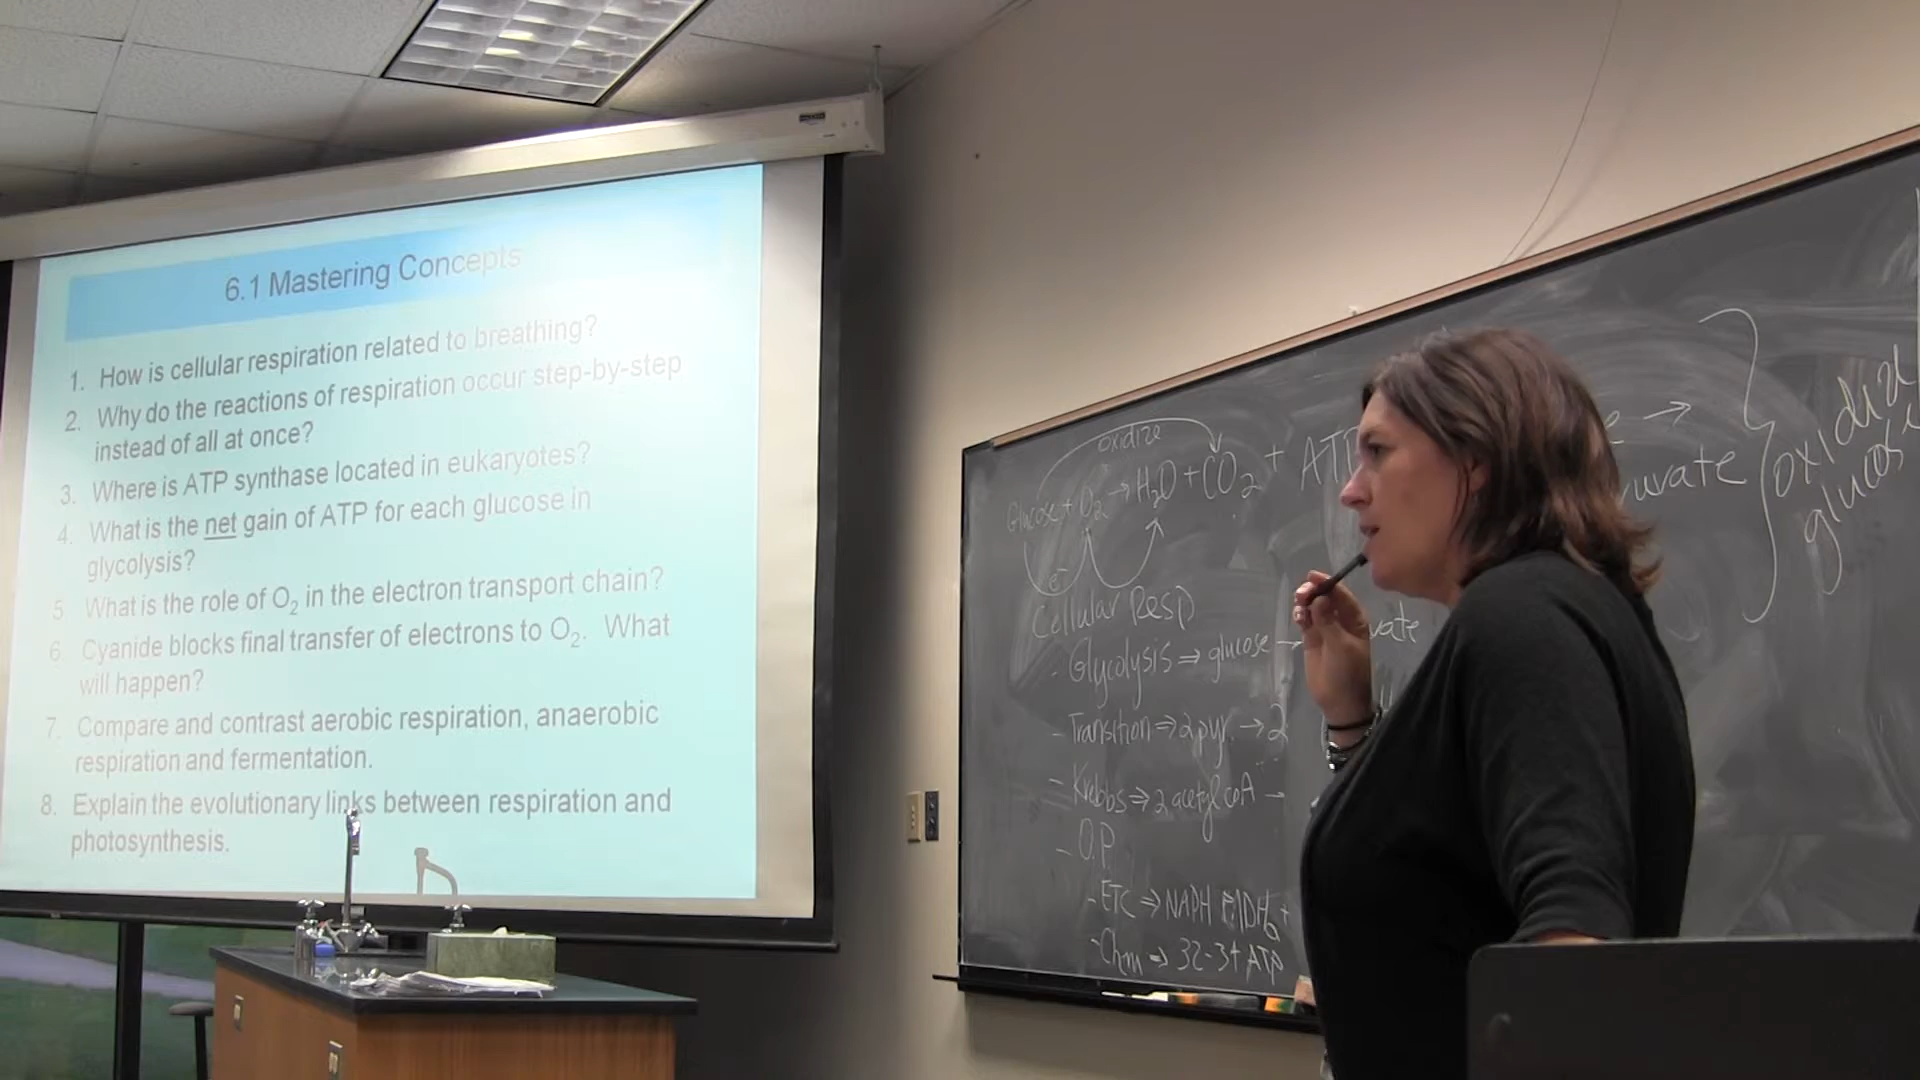 6.1 Mastering Concepts
1. How is cellular respiration related to breathing?
2. Why do the reactions of respiration occur step-by-step
instead of all at once?
3. Where is ATP synthase located in eukaryotes?
4. What is the net gain of ATP for each glucose in
glycolysis?
5 What is the role of O2 in the electron transport chain?
6. Cyanide blocks final transfer of electrons to O2. What
will happen?
7. Compare and contrast aerobic respiration, anaerobic
respiration and fermentation.
8. Explain the evolutionary links between respiration and
photosynthesis.
oxidize
Glucose + O2 → H2O + CO2 + ATP
e-
Cellular Resp
- Glycolysis ⇒ glucose →
- Transition ⇒ 2 pyr. → 2
- Krebbs ⇒ 2 acetyl coA →
- O.P.
- ETC ⇒ NADH +
- Chm ⇒ 32-34 ATP